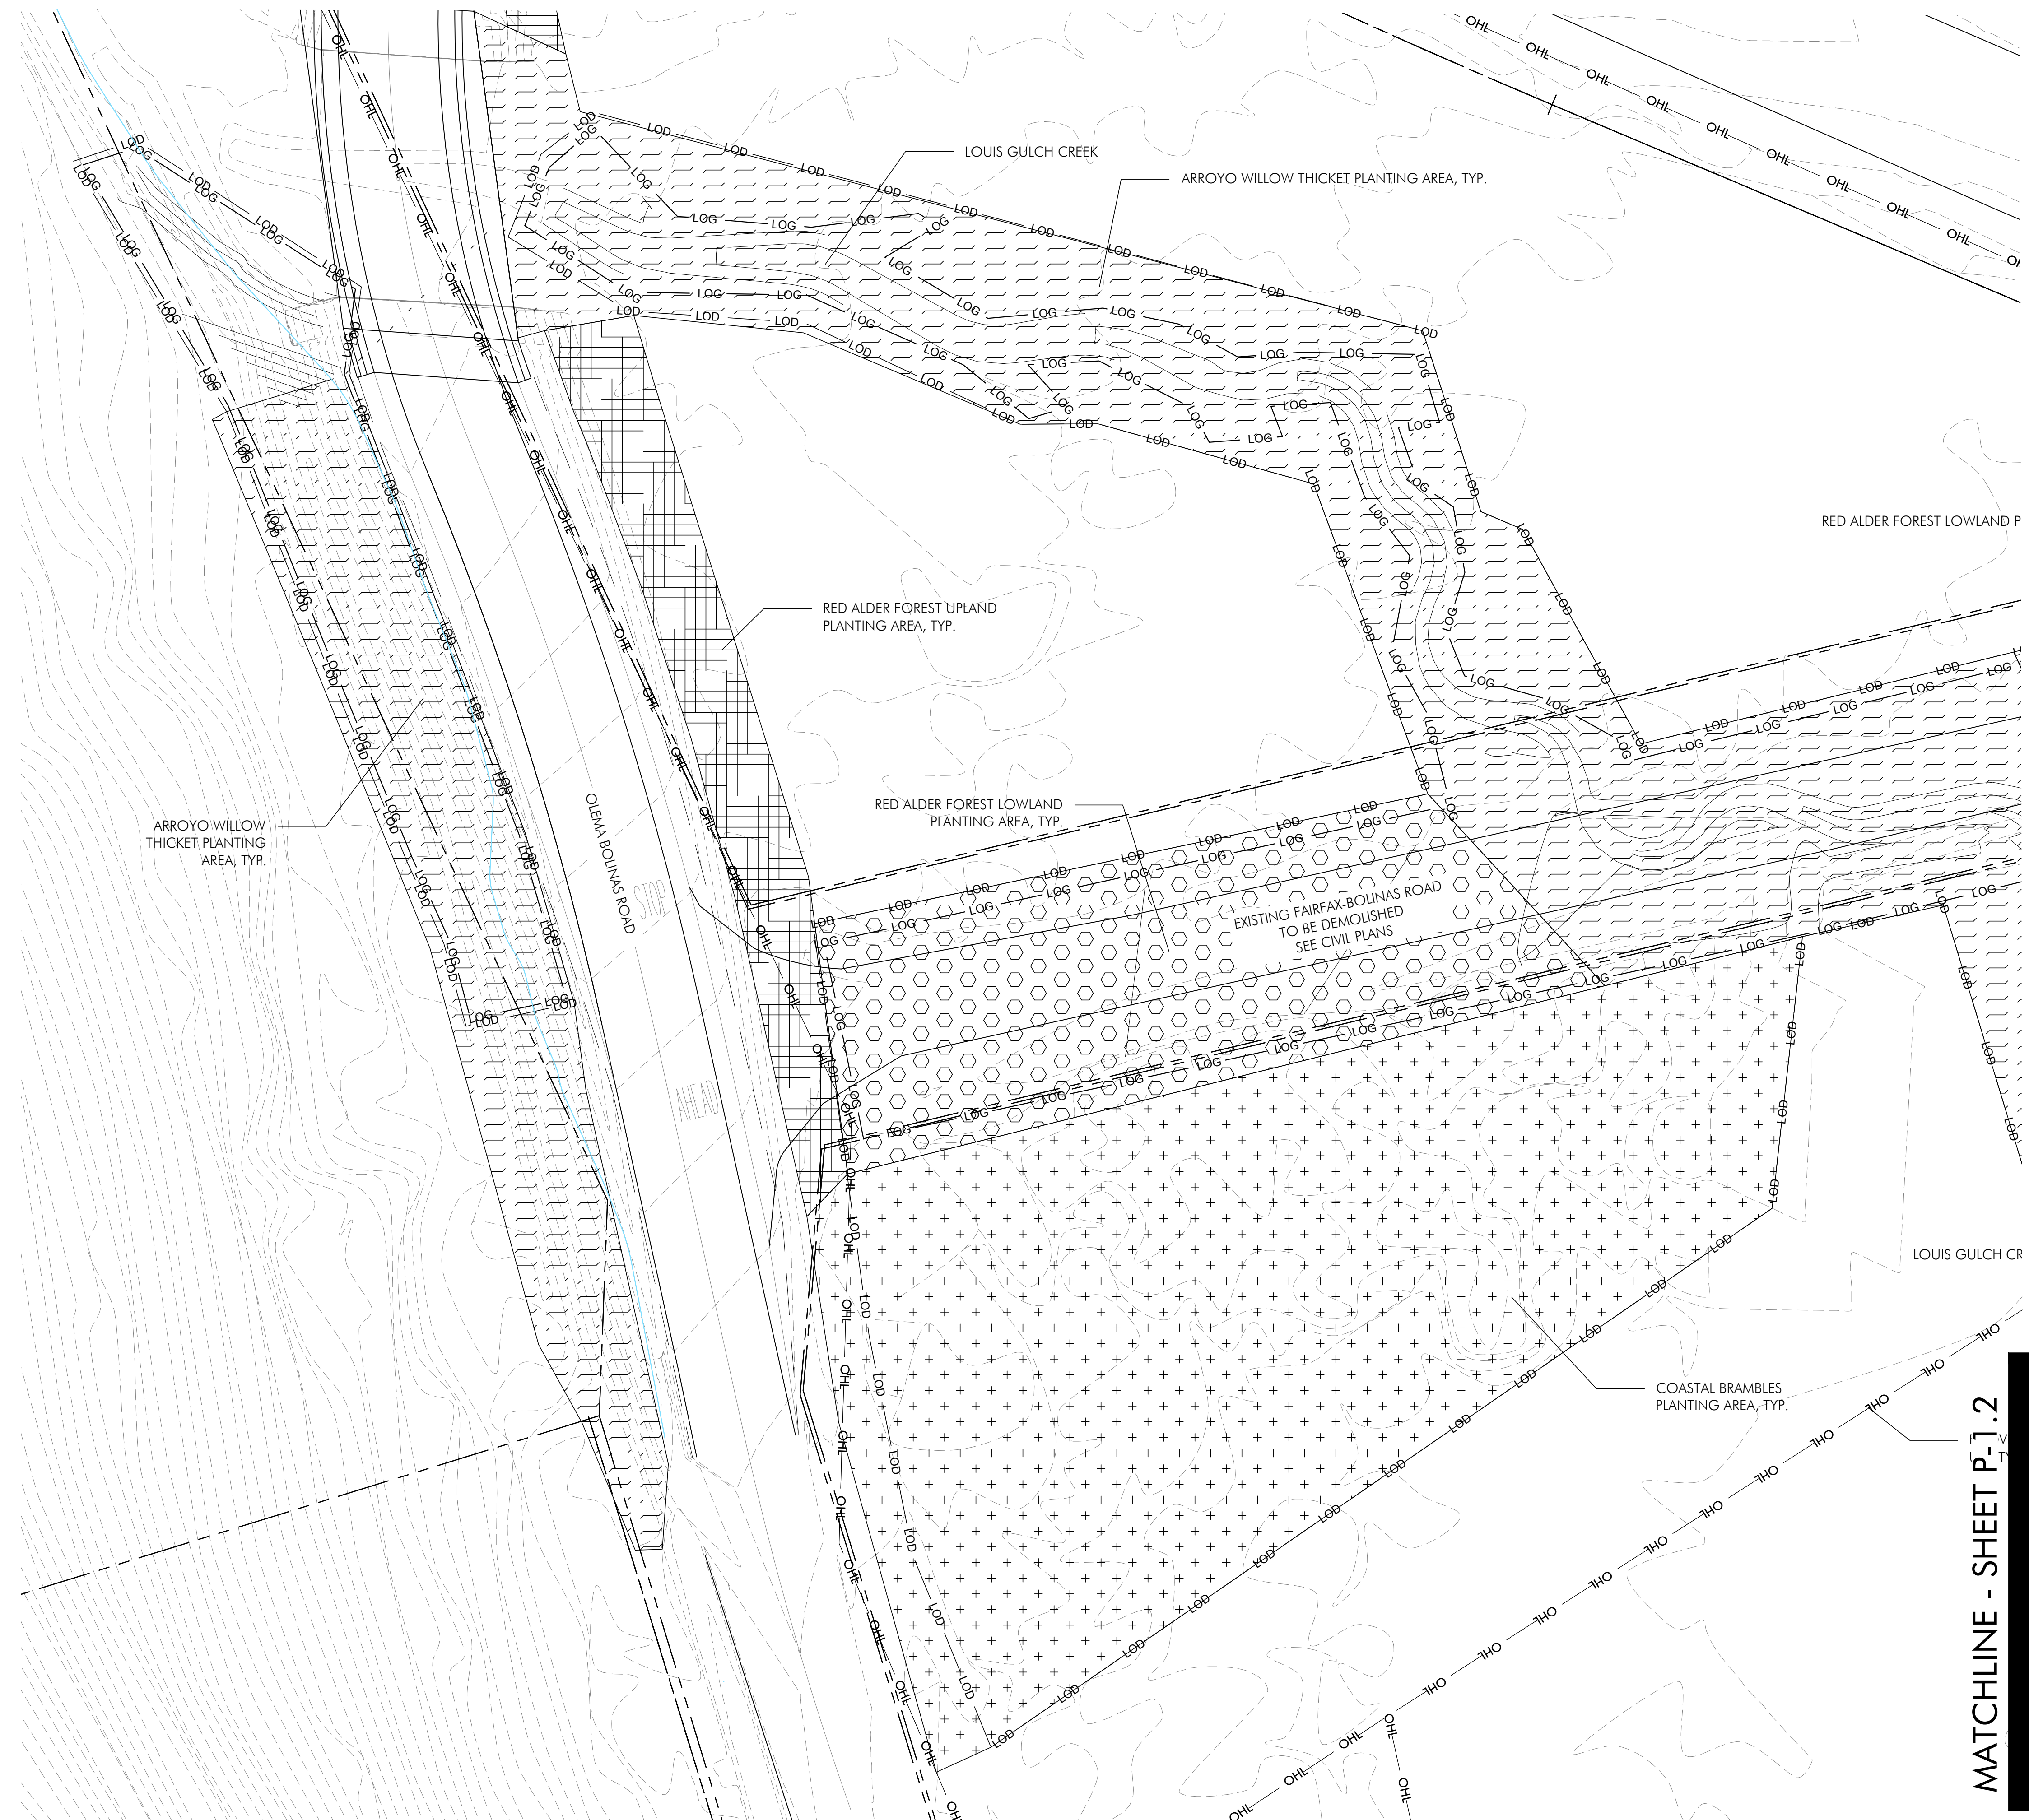 LOUIS GULCH CREEK
ARROYO WILLOW THICKET PLANTING AREA, TYP.
RED ALDER FOREST LOWLAND P
RED ALDER FOREST UPLAND
PLANTING AREA, TYP.
RED ALDER FOREST LOWLAND
PLANTING AREA, TYP.
ARROYO WILLOW
THICKET PLANTING
AREA, TYP.
OLEMA BOLINAS ROAD
STOP
AHEAD
EXISTING FAIRFAX-BOLINAS ROAD
TO BE DEMOLISHED
SEE CIVIL PLANS
LOUIS GULCH CR
COASTAL BRAMBLES
PLANTING AREA, TYP.
MATCHLINE - SHEET P-1.2
OHL
LOD
LOG